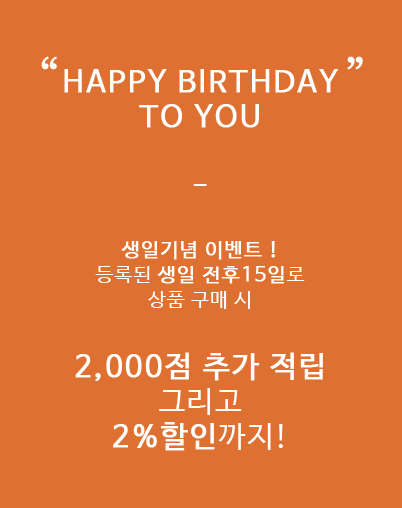 “HAPPY BIRTHDAY”
TO YOU
–
생일기념 이벤트 !
등록된 생일 전후15일로
상품 구매 시
2,000점 추가 적립
그리고
2%할인까지!